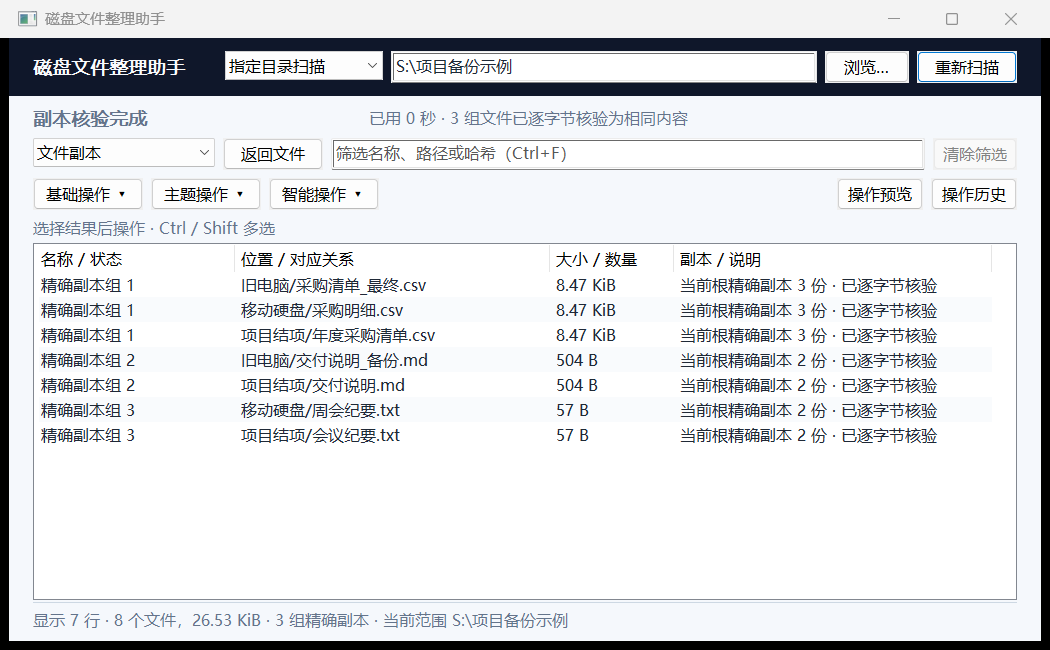 磁盘文件整理助手
磁盘文件整理助手 指定目录扫描 S:\项目备份示例 浏览... 重新扫描
副本核验完成 已用 0 秒 · 3 组文件已逐字节核验为相同内容
文件副本 返回文件 筛选名称、路径或哈希（Ctrl+F） 清除筛选
基础操作 ▼ 主题操作 ▼ 智能操作 ▼ 操作预览 操作历史
选择结果后操作 · Ctrl / Shift 多选
名称 / 状态 位置 / 对应关系 大小 / 数量 副本 / 说明
精确副本组 1 旧电脑/采购清单_最终.csv 8.47 KiB 当前根精确副本 3 份 · 已逐字节核验
精确副本组 1 移动硬盘/采购明细.csv 8.47 KiB 当前根精确副本 3 份 · 已逐字节核验
精确副本组 1 项目结项/年度采购清单.csv 8.47 KiB 当前根精确副本 3 份 · 已逐字节核验
精确副本组 2 旧电脑/交付说明_备份.md 504 B 当前根精确副本 2 份 · 已逐字节核验
精确副本组 2 项目结项/交付说明.md 504 B 当前根精确副本 2 份 · 已逐字节核验
精确副本组 3 移动硬盘/周会纪要.txt 57 B 当前根精确副本 2 份 · 已逐字节核验
精确副本组 3 项目结项/会议纪要.txt 57 B 当前根精确副本 2 份 · 已逐字节核验
显示 7 行 · 8 个文件，26.53 KiB · 3 组精确副本 · 当前范围 S:\项目备份示例